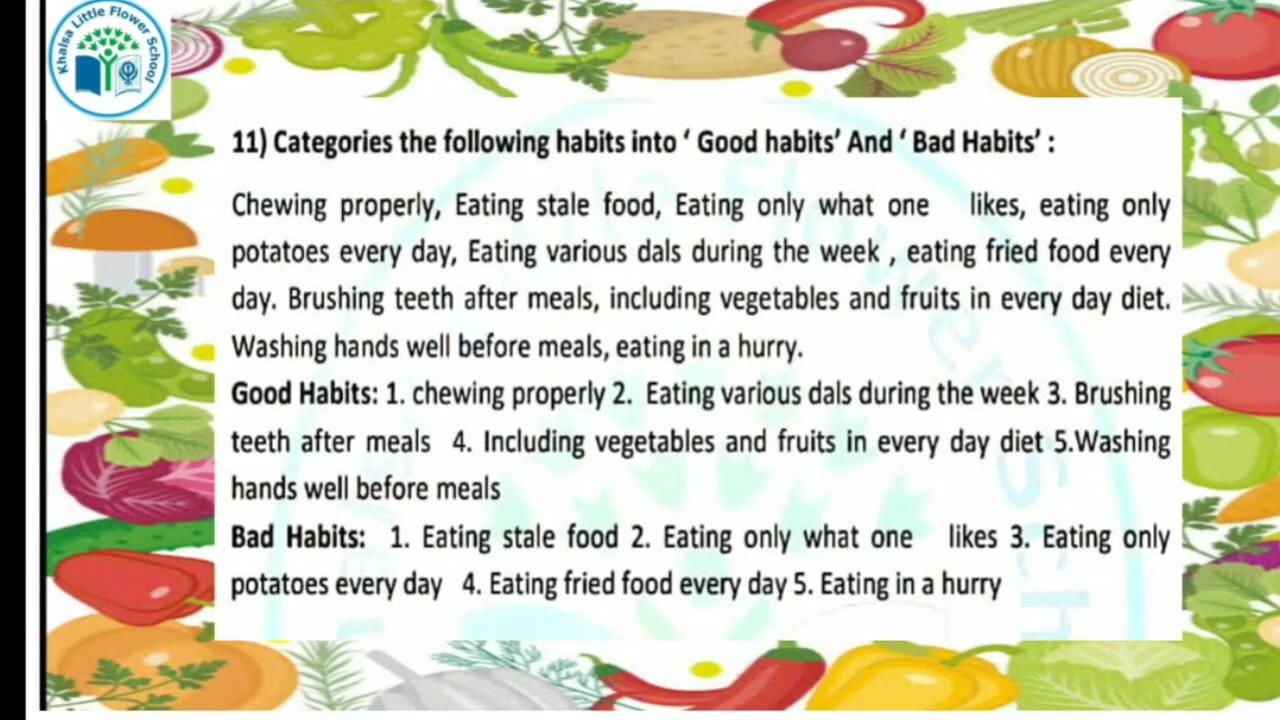 Khalsa Little Flower School
11) Categories the following habits into ‘ Good habits’ And ‘ Bad Habits’ :
Chewing properly, Eating stale food, Eating only what one likes, eating only
potatoes every day, Eating various dals during the week , eating fried food every
day. Brushing teeth after meals, including vegetables and fruits in every day diet.
Washing hands well before meals, eating in a hurry.
Good Habits: 1. chewing properly 2. Eating various dals during the week 3. Brushing
teeth after meals 4. Including vegetables and fruits in every day diet 5.Washing
hands well before meals
Bad Habits: 1. Eating stale food 2. Eating only what one likes 3. Eating only
potatoes every day 4. Eating fried food every day 5. Eating in a hurry